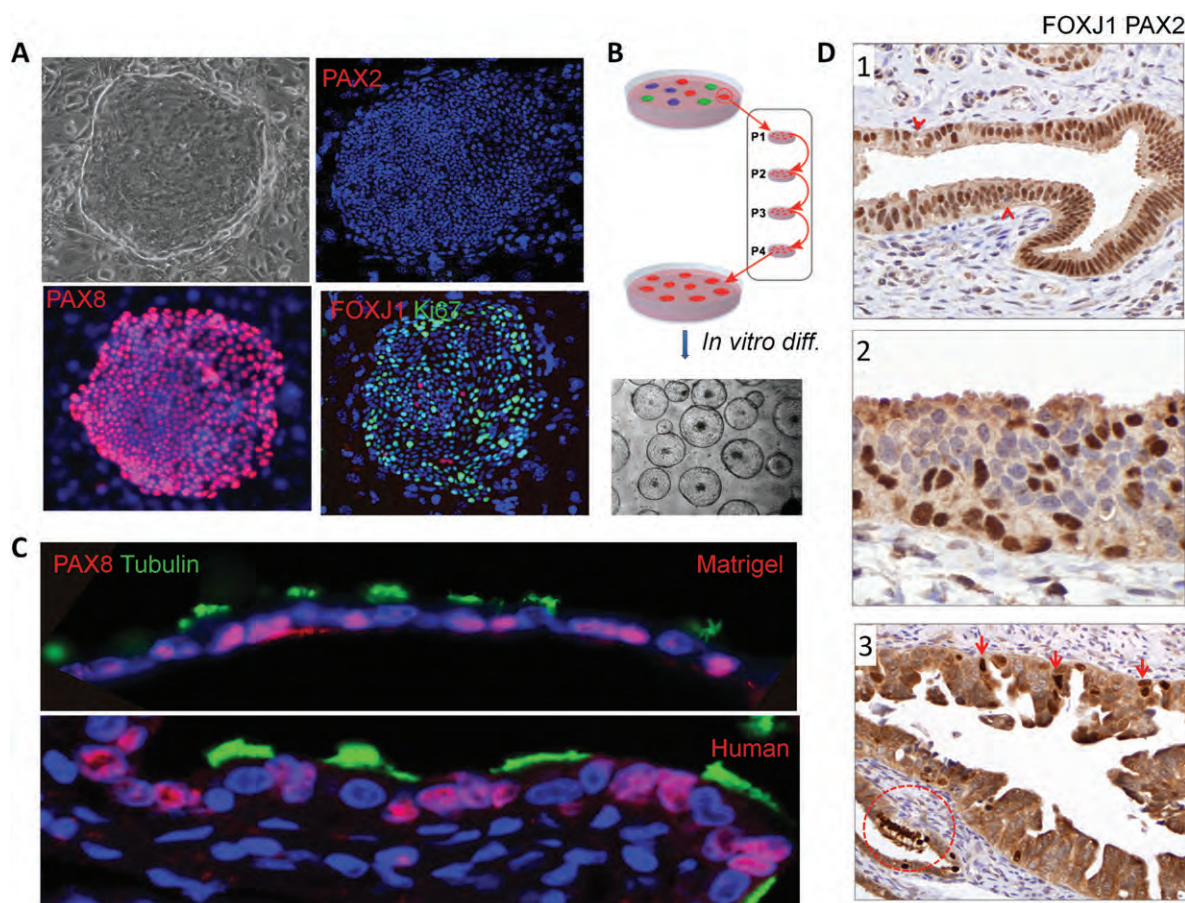 FOXJ1 PAX2
A
PAX2
PAX8
FOXJ1 Ki67
B
P1
P2
P3
P4
In vitro diff.
C
PAX8 Tubulin
Matrigel
Human
D
1
2
3